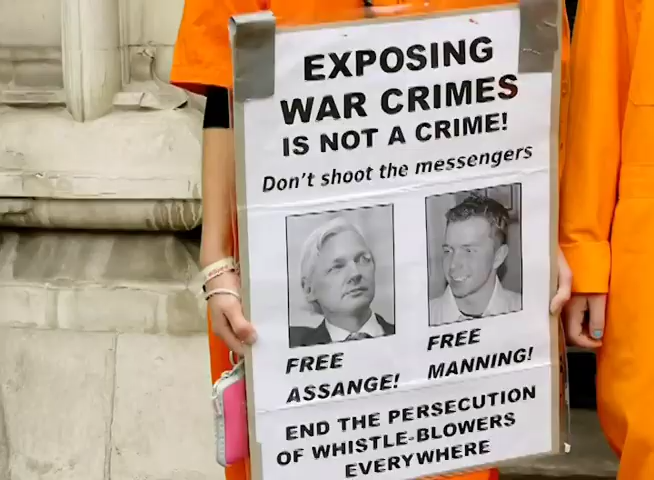 EXPOSING
WAR CRIMES
IS NOT A CRIME!
Don't shoot the messengers
FREE
ASSANGE!
FREE
MANNING!
END THE PERSECUTION
OF WHISTLE-BLOWERS
EVERYWHERE